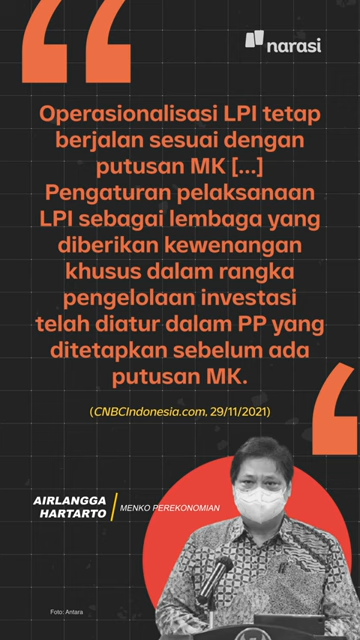 narasi
Operasionalisasi LPI tetap
berjalan sesuai dengan
putusan MK [...]
Pengaturan pelaksanaan
LPI sebagai lembaga yang
diberikan kewenangan
khusus dalam rangka
pengelolaan investasi
telah diatur dalam PP yang
ditetapkan sebelum ada
putusan MK.
(CNBCIndonesia.com, 29/11/2021)
AIRLANGGA
HARTARTO
MENKO PEREKONOMIAN
Foto: Antara